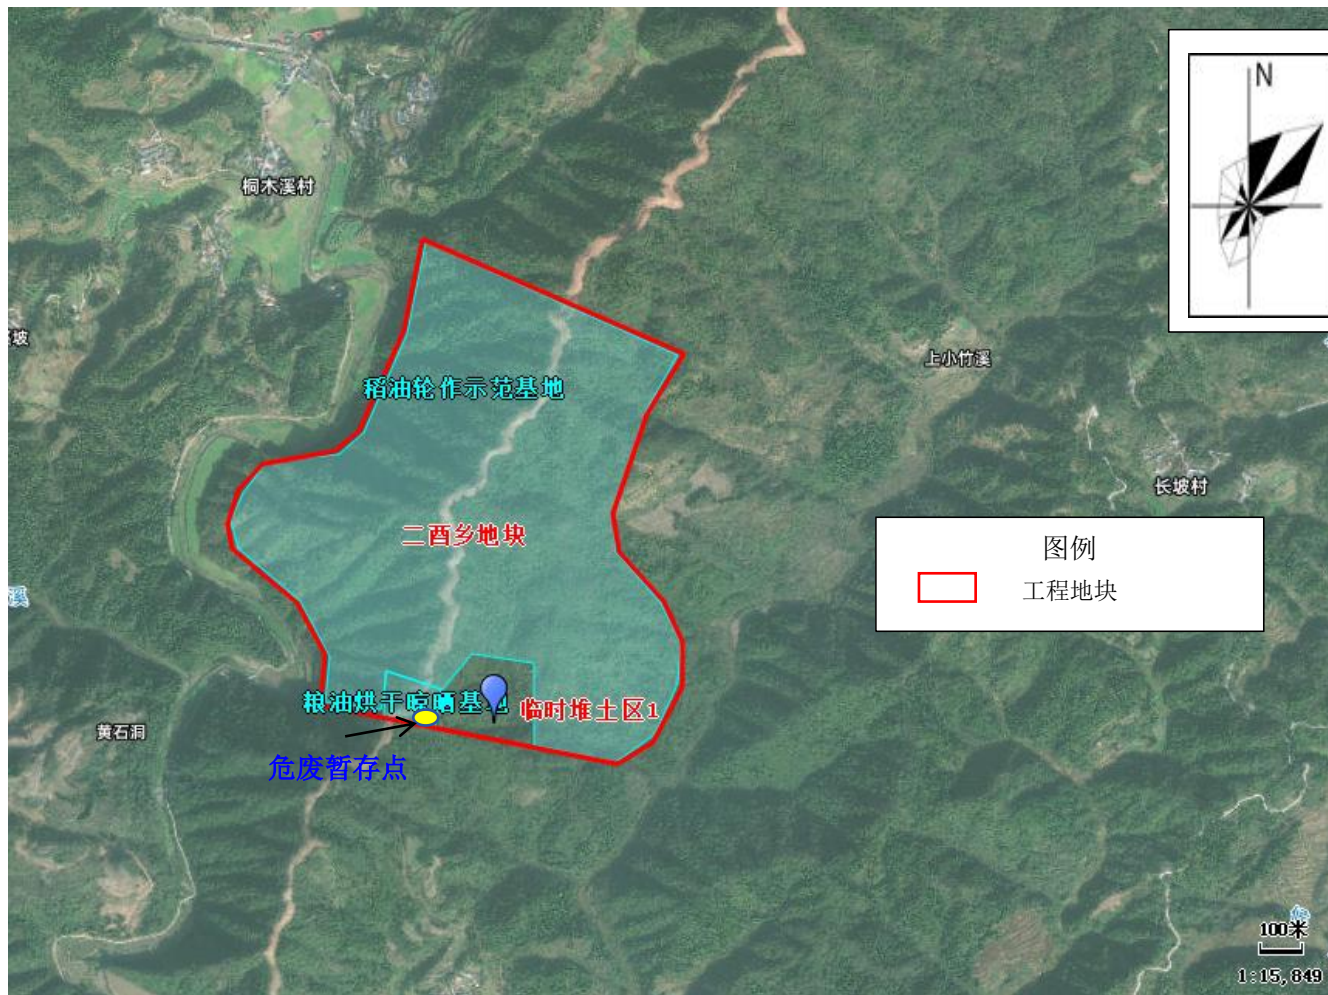 N
桐木溪村
坡
上小竹溪
稻油轮作示范基地
长坡村
二酉乡地块
图例
工程地块
溪
粮油烘干晾晒基地
临时堆土区1
黄石洞
危废暂存点
100米
1:15,849